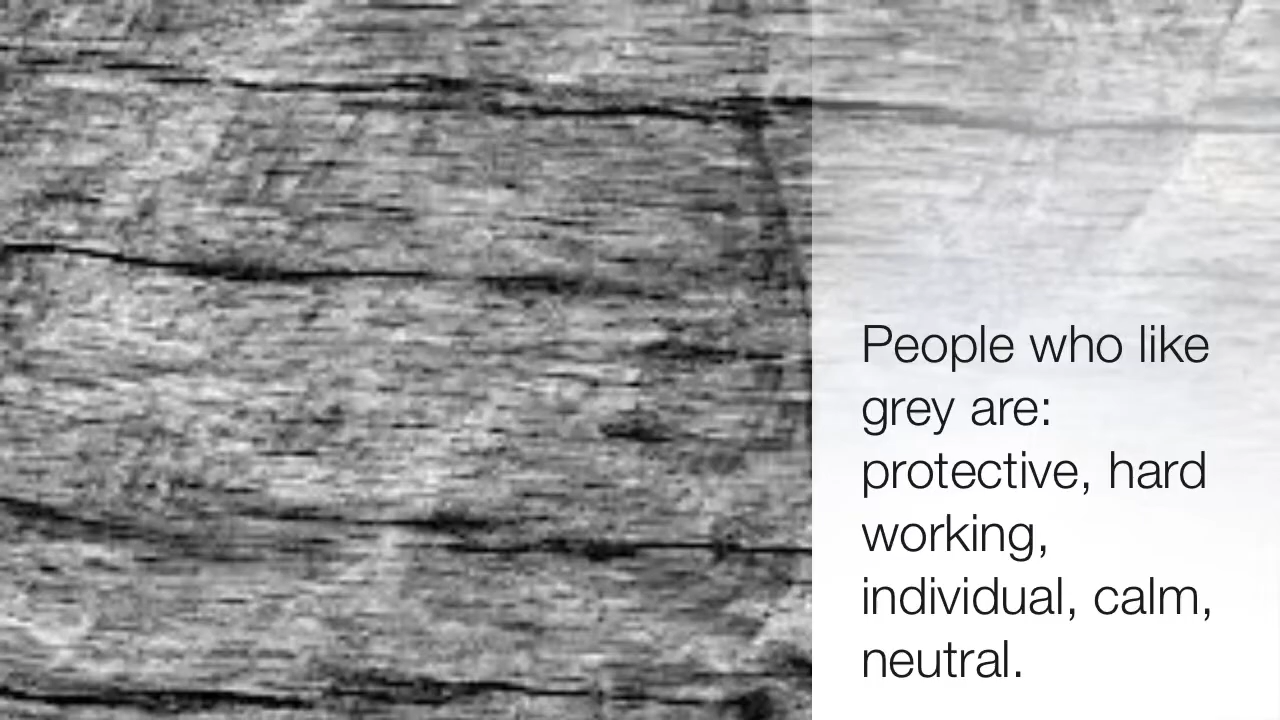 People who like
grey are:
protective, hard
working,
individual, calm,
neutral.